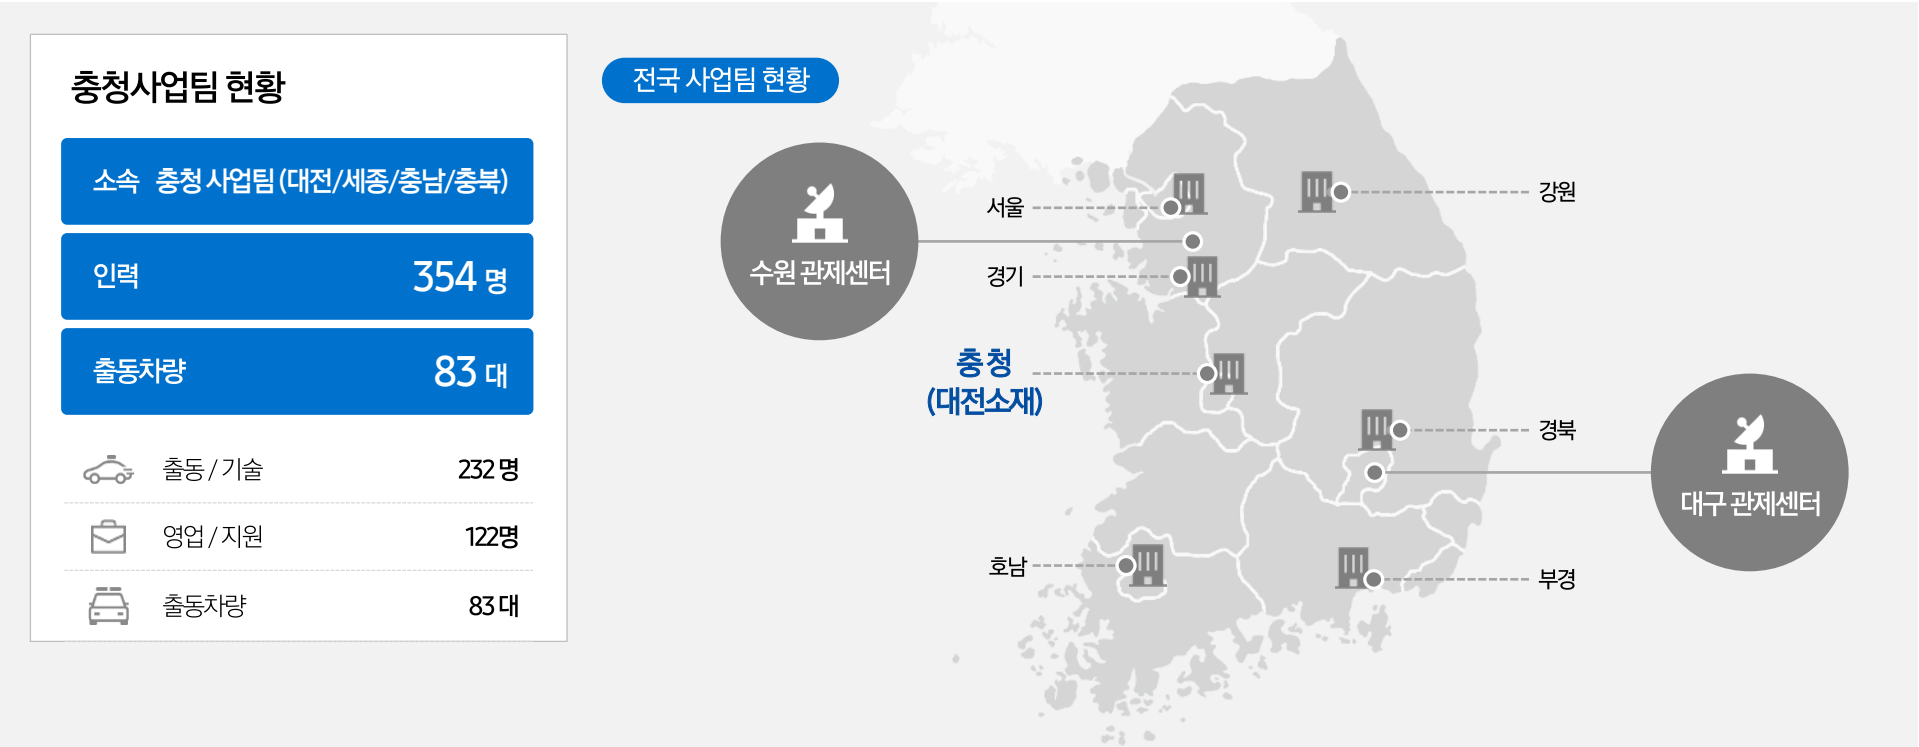 충청사업팀 현황
소속 충청 사업팀 (대전/세종/충남/충북)
인력 354 명
출동차량 83 대
출동 / 기술 232 명
영업 / 지원 122명
출동차량 83 대
전국 사업팀 현황
수원 관제센터
서울
강원
경기
충청
(대전소재)
경북
대구 관제센터
호남
부경